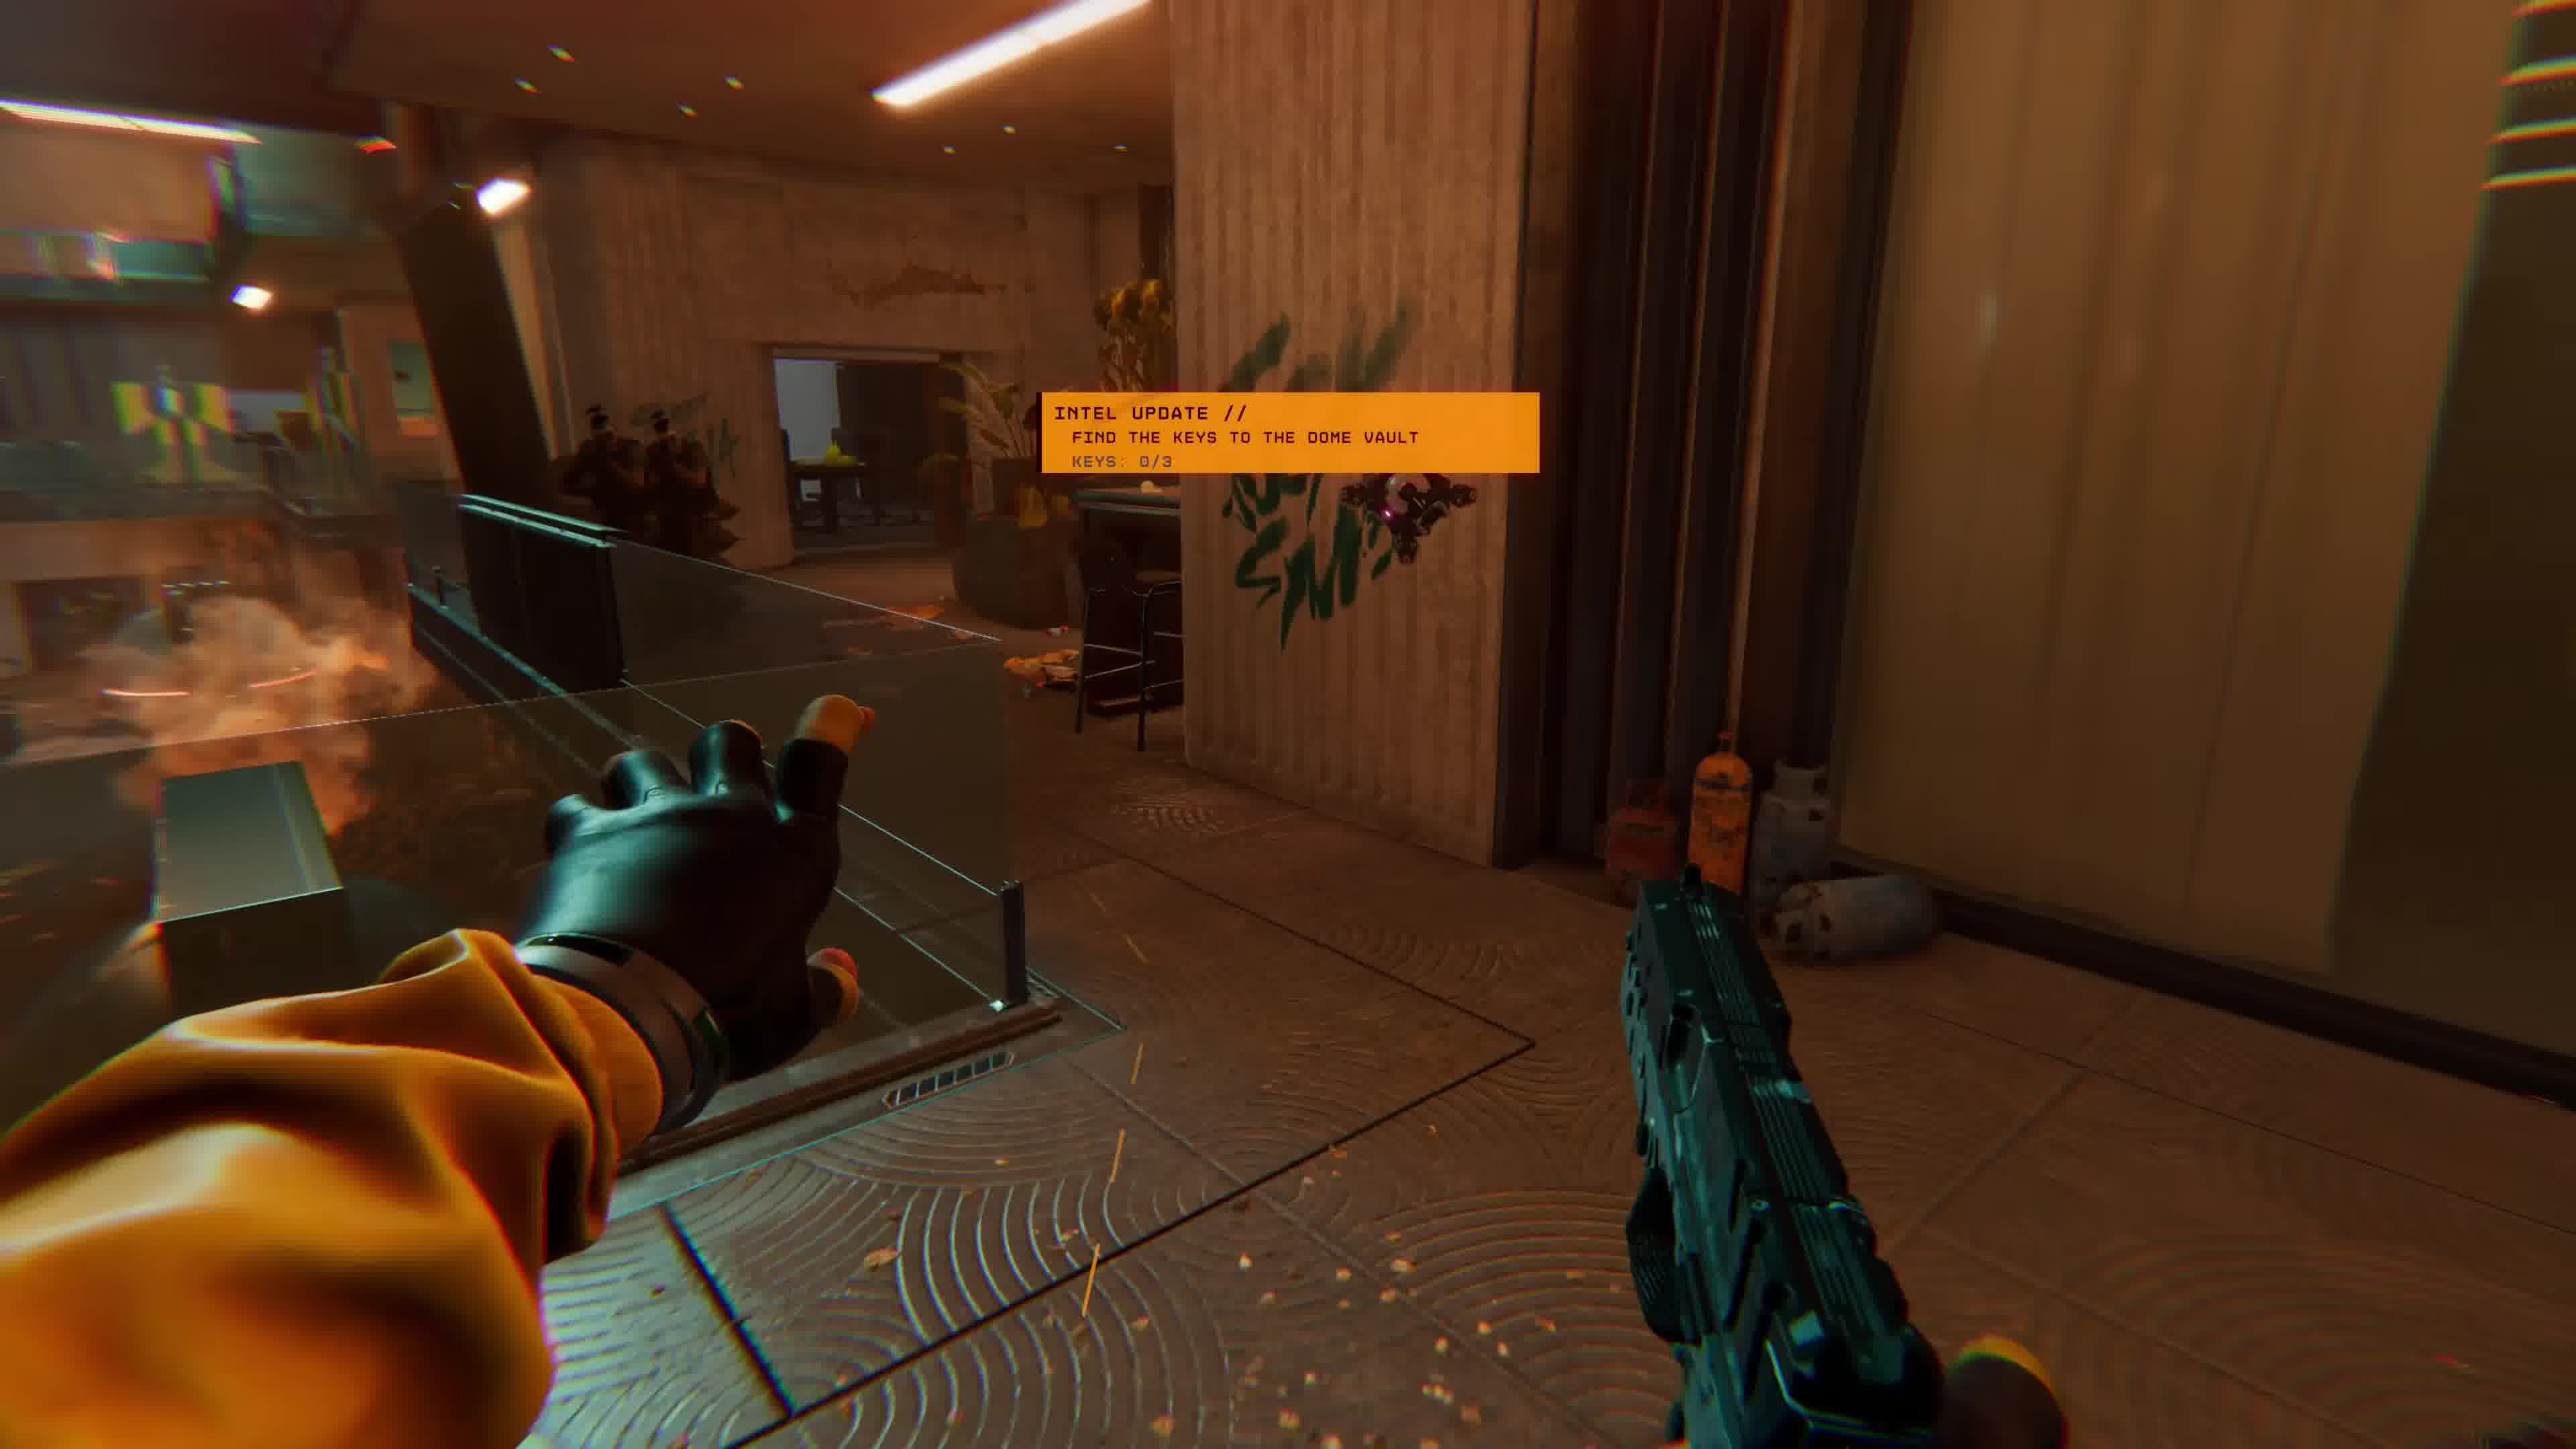 INTEL UPDATE //
FIND THE KEYS TO THE DOME VAULT
KEYS: 0/3